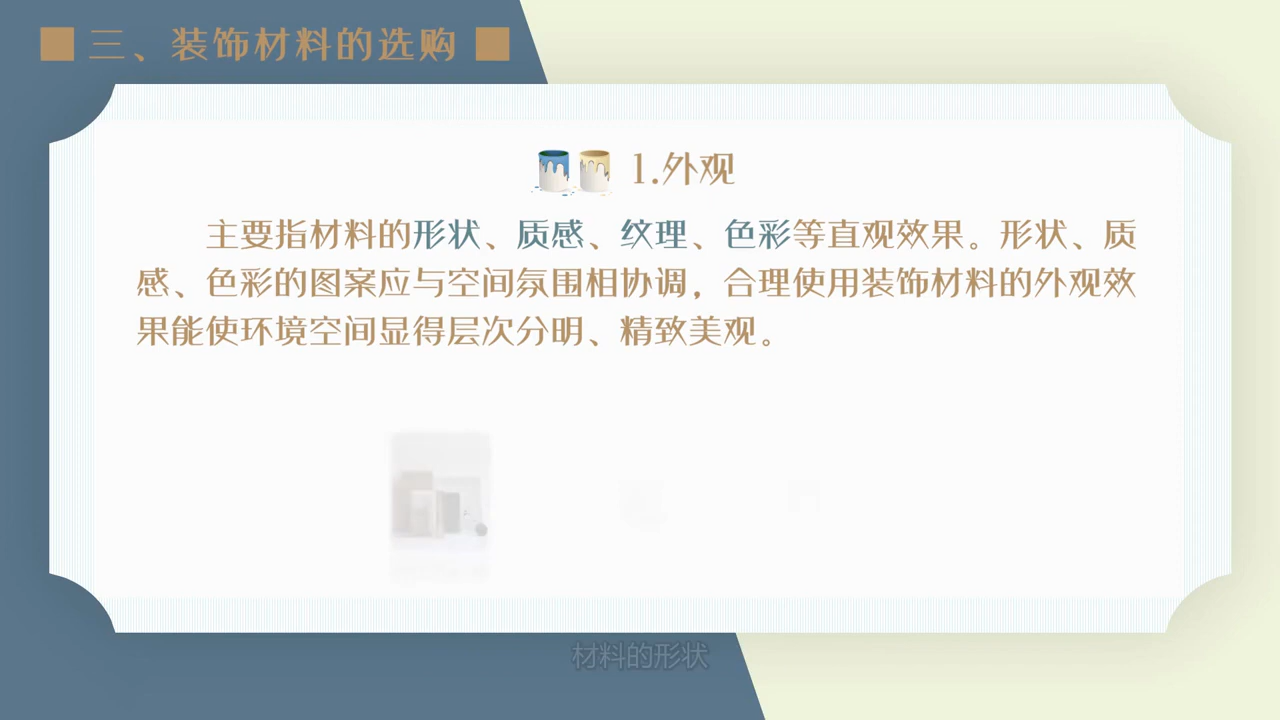 三、装饰材料的选购
1.外观
主要指材料的形状、质感、纹理、色彩等直观效果。形状、质
感、色彩的图案应与空间氛围相协调，合理使用装饰材料的外观效
果能使环境空间显得层次分明、精致美观。
材料的形状